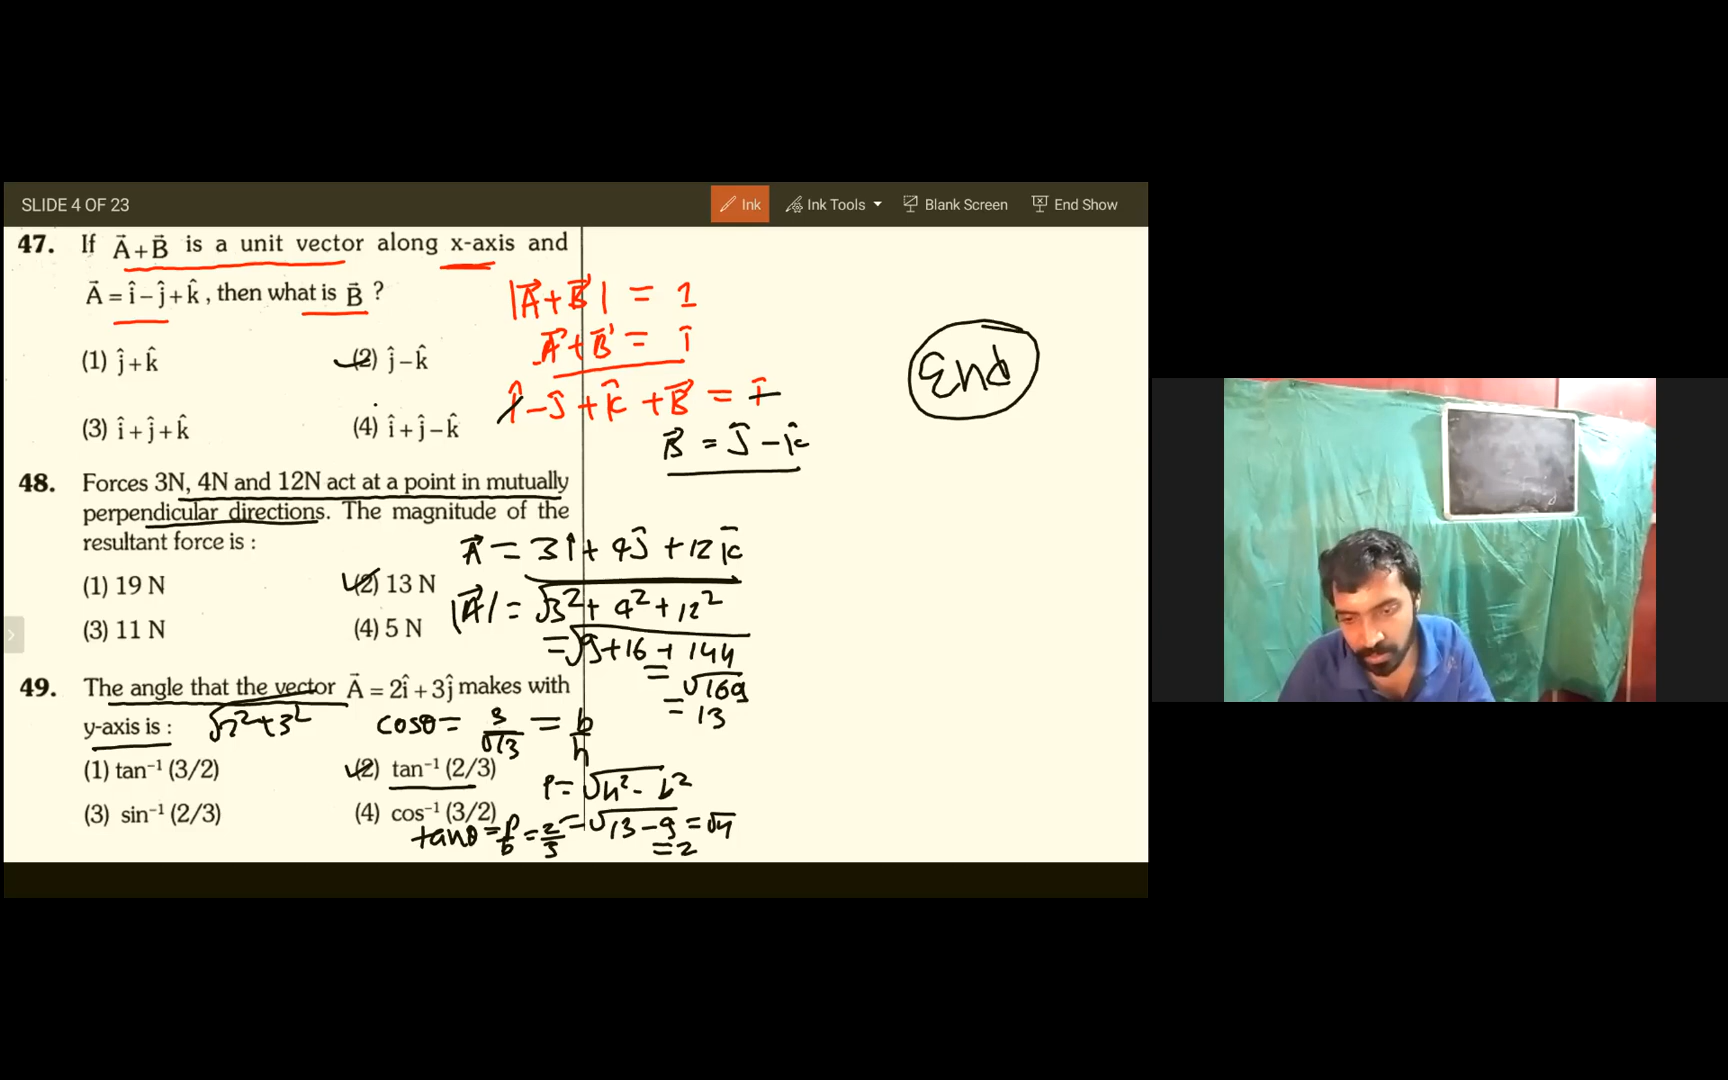 SLIDE 4 OF 23
Ink
Ink Tools
Blank Screen
End Show
47. If A⃗+B⃗ is a unit vector along x-axis and
A⃗ = î−ĵ+k̂, then what is B⃗ ?
(1) ĵ+k̂ (2) ĵ−k̂
(3) î+ĵ+k̂ (4) î+ĵ−k̂
|A⃗+B⃗| = 1
A⃗+B⃗ = î
î−ĵ+k̂+B⃗ = î
B⃗ = ĵ−k̂
End
48. Forces 3N, 4N and 12N act at a point in mutually
perpendicular directions. The magnitude of the
resultant force is :
(1) 19 N (2) 13 N
(3) 11 N (4) 5 N
A⃗ = 3î+4ĵ+12k̂
|A⃗| = √3²+4²+12²
= √9+16+144
= √169
= 13
49. The angle that the vector A⃗ = 2î+3ĵ makes with
y-axis is :
(1) tan⁻¹ (3/2) (2) tan⁻¹ (2/3)
(3) sin⁻¹ (2/3) (4) cos⁻¹ (3/2)
√2²+3²
cosθ = 3/√13 = b/h
P = √h²−b²
= √13−9 = √4
= 2
tanθ = P/b = 2/3